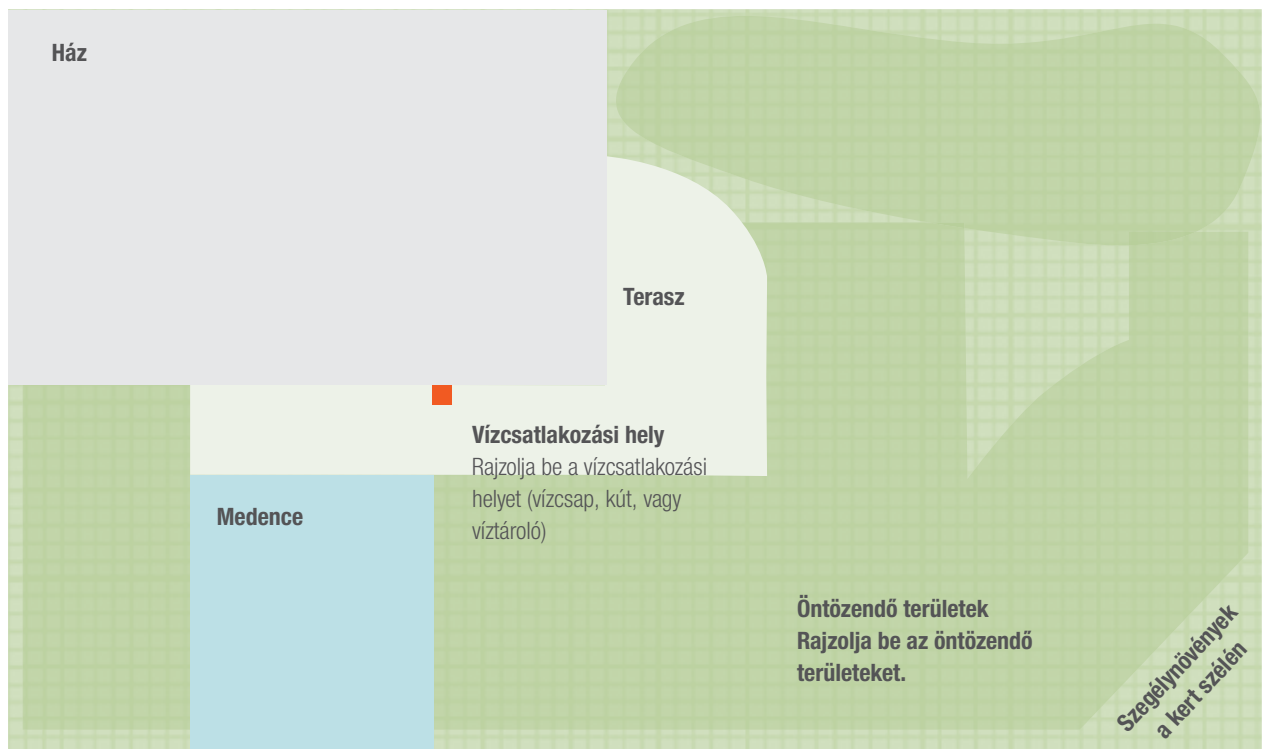 Ház
Terasz
Vízcsatlakozási hely
Rajzolja be a vízcsatlakozási
helyet (vízcsap, kút, vagy
víztároló)
Medence
Öntözendő területek
Rajzolja be az öntözendő
területeket.
Szegélynövények
a kert szélén